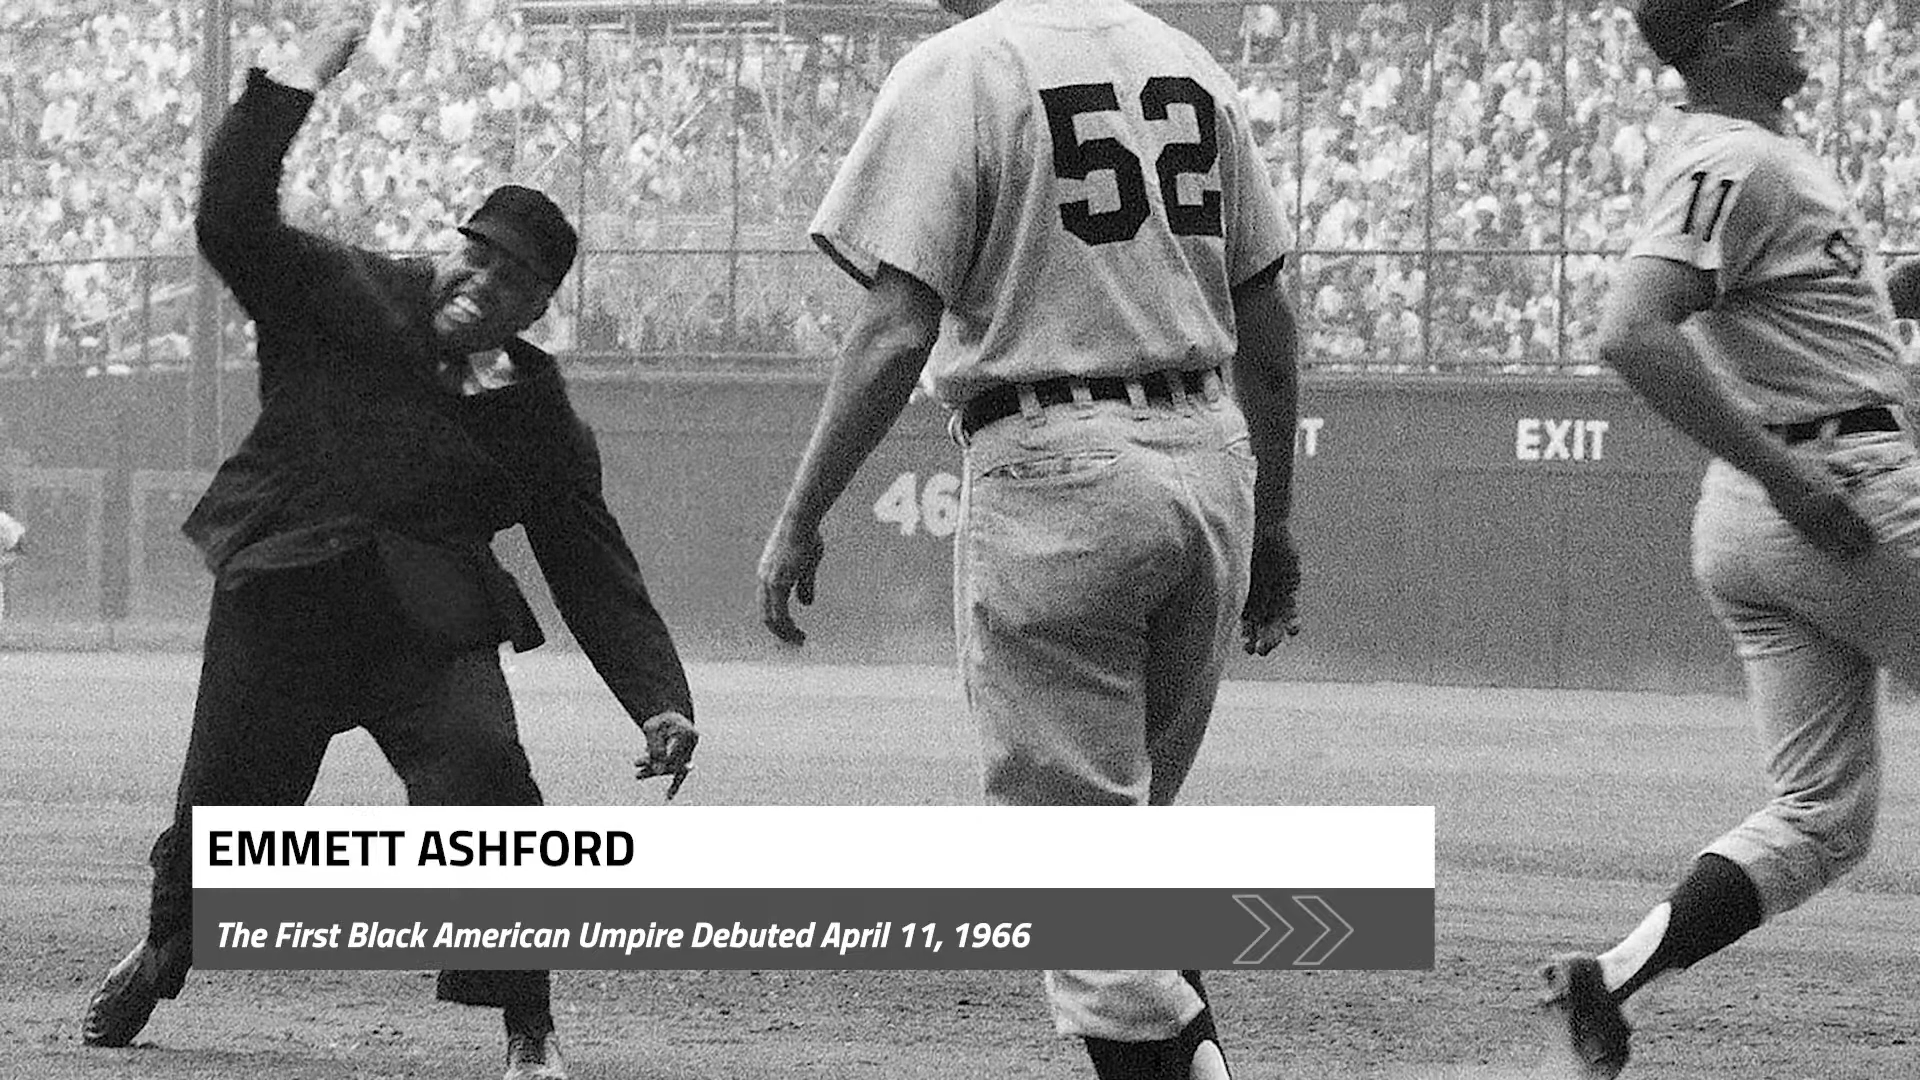 52
11
EXIT
46
EMMETT ASHFORD
The First Black American Umpire Debuted April 11, 1966